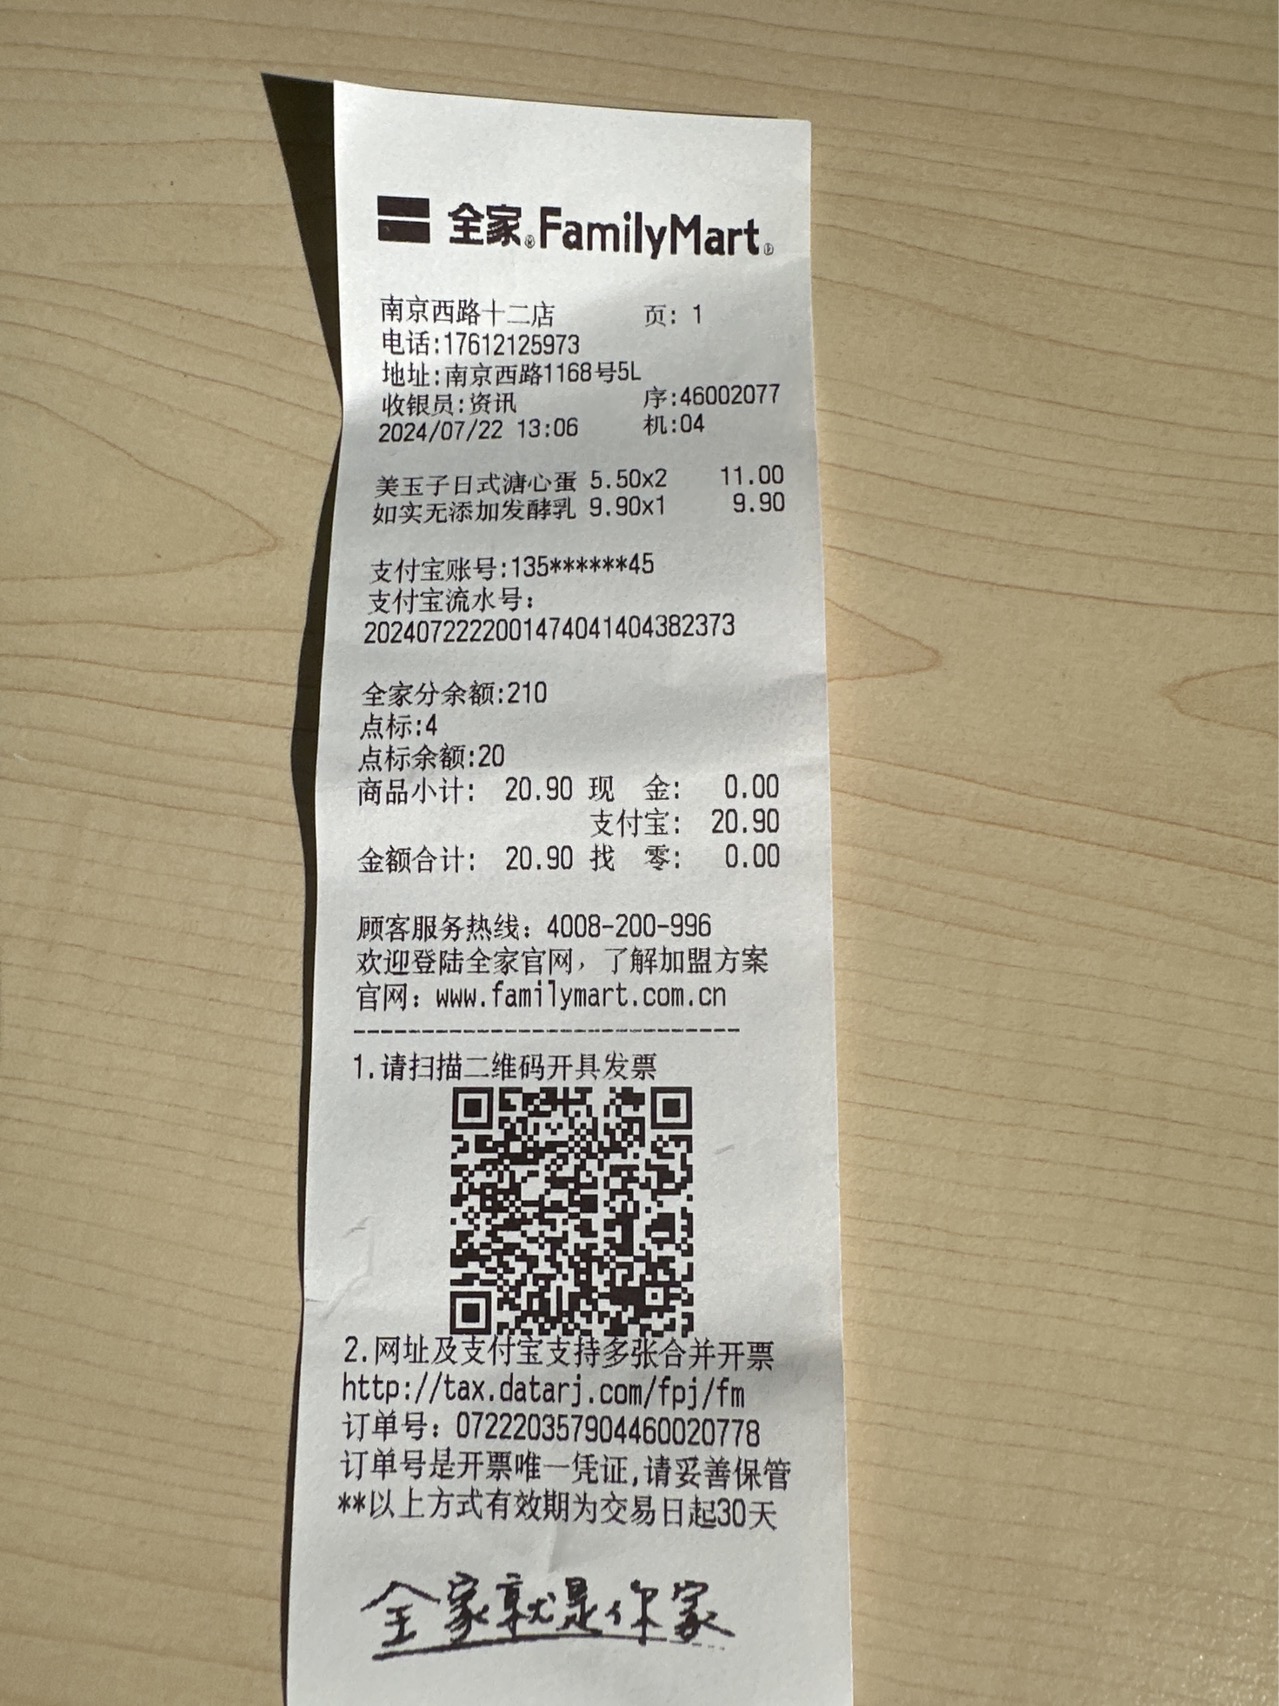 全家®FamilyMart®
南京西路十二店 页: 1
电话:17612125973
地址:南京西路1168号5L
收银员:资讯 序:46002077
2024/07/22 13:06 机:04
美玉子日式溏心蛋 5.50x2 11.00
如实无添加发酵乳 9.90x1 9.90
支付宝账号:135******45
支付宝流水号:
2024072222001474041404382373
全家分余额:210
点标:4
点标余额:20
商品小计: 20.90 现 金: 0.00
支付宝: 20.90
金额合计: 20.90 找 零: 0.00
顾客服务热线: 4008-200-996
欢迎登陆全家官网, 了解加盟方案
官网: www.familymart.com.cn
-----------------------------
1.请扫描二维码开具发票
2.网址及支付宝支持多张合并开票
http://tax.datarj.com/fpj/fm
订单号: 072220357904460020778
订单号是开票唯一凭证,请妥善保管
**以上方式有效期为交易日起30天
全家就是你家